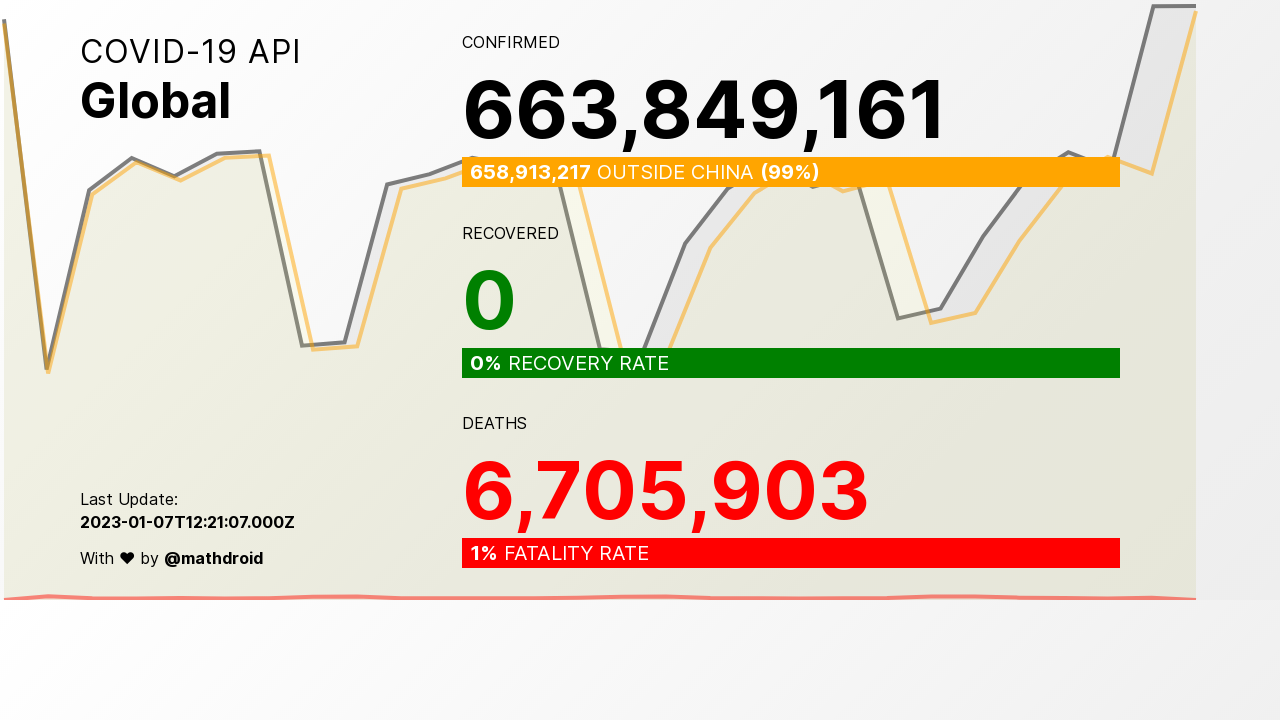 COVID-19 API
Global
CONFIRMED
663,849,161
658,913,217 OUTSIDE CHINA (99%)
RECOVERED
0
0% RECOVERY RATE
DEATHS
6,705,903
1% FATALITY RATE
Last Update:
2023-01-07T12:21:07.000Z
With ♥ by @mathdroid